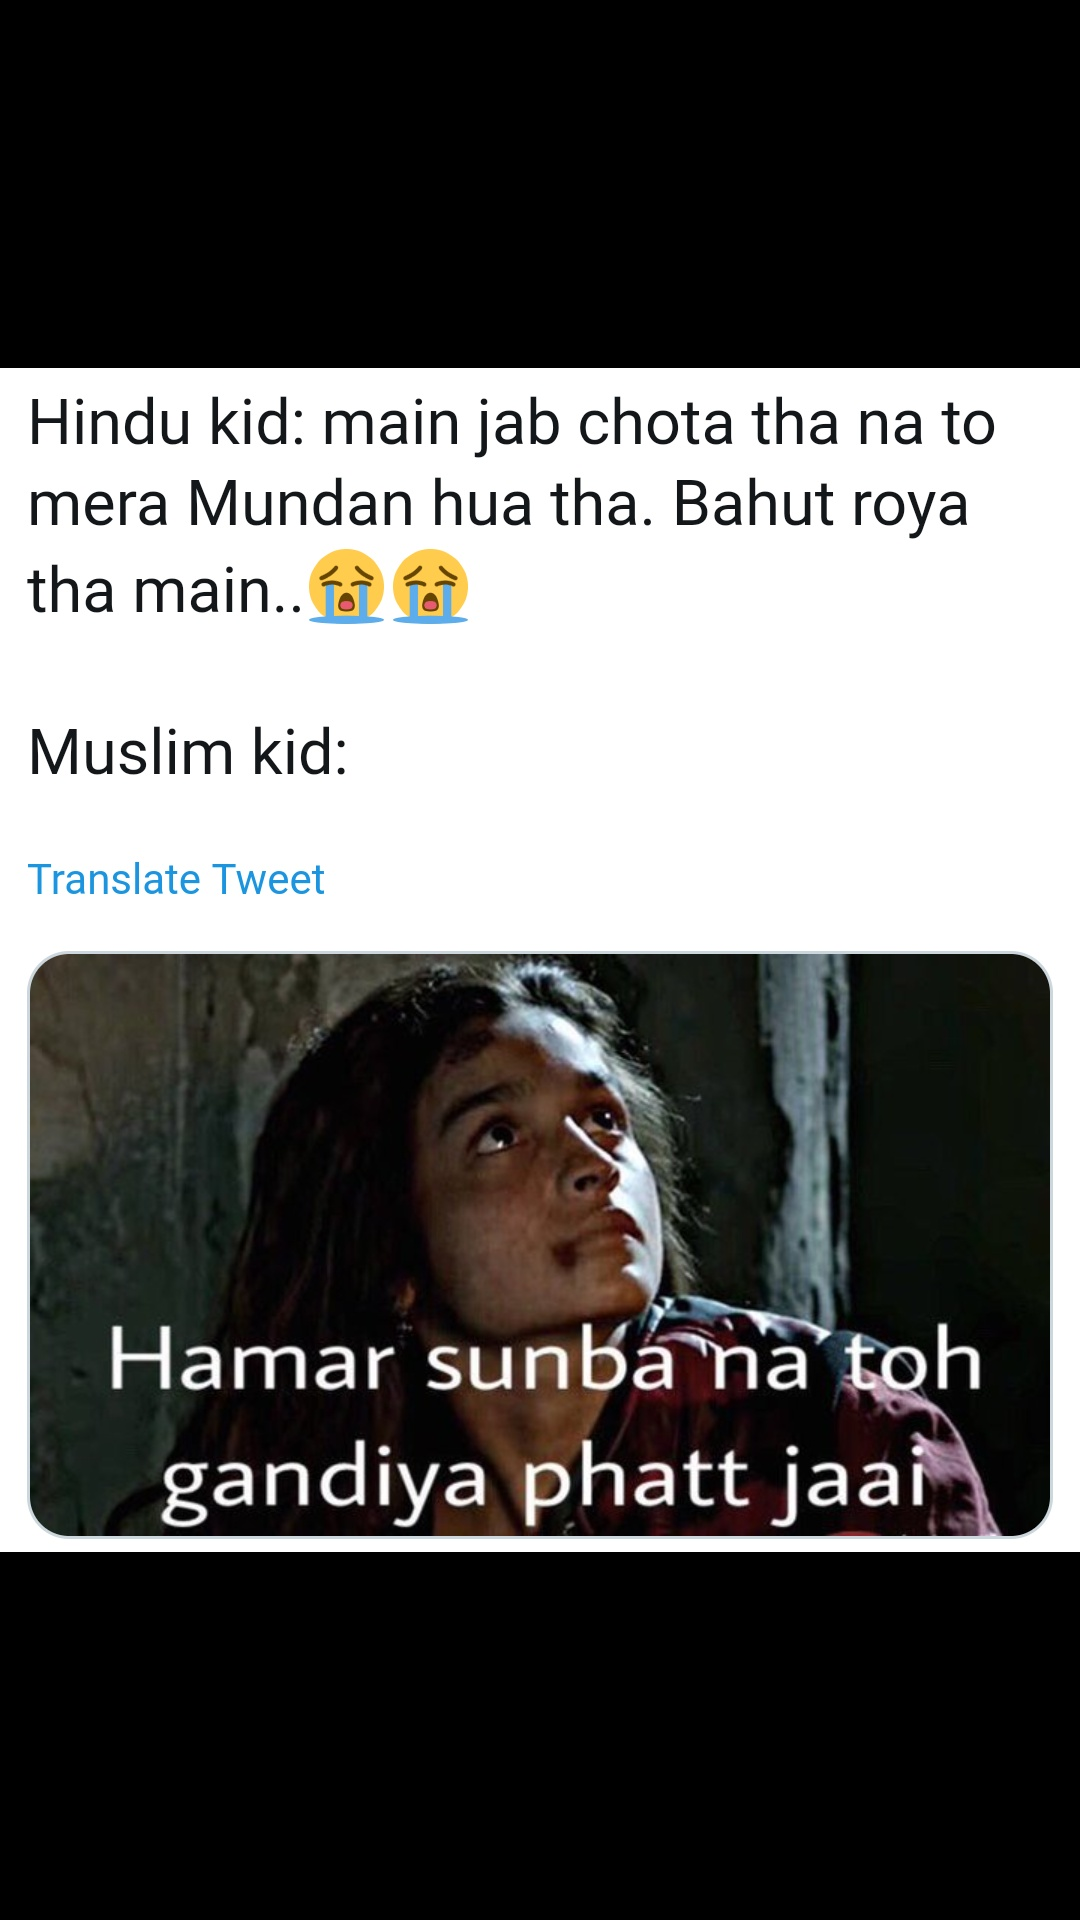 Hindu kid: main jab chota tha na to
mera Mundan hua tha. Bahut roya
tha main..😭😭
Muslim kid:
Translate Tweet
Hamar sunba na toh
gandiya phatt jaai